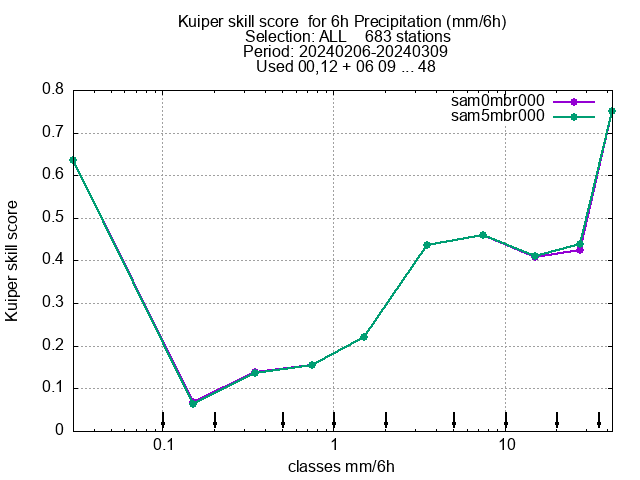 Kuiper skill score  for 6h Precipitation (mm/6h)
Selection: ALL    683 stations
Period: 20240206-20240309
Used 00,12 + 06 09 ... 48
sam0mbr000
sam5mbr000
0.8
0.7
0.6
0.5
0.4
0.3
0.2
0.1
0
Kuiper skill score
0.1 1 10
classes mm/6h